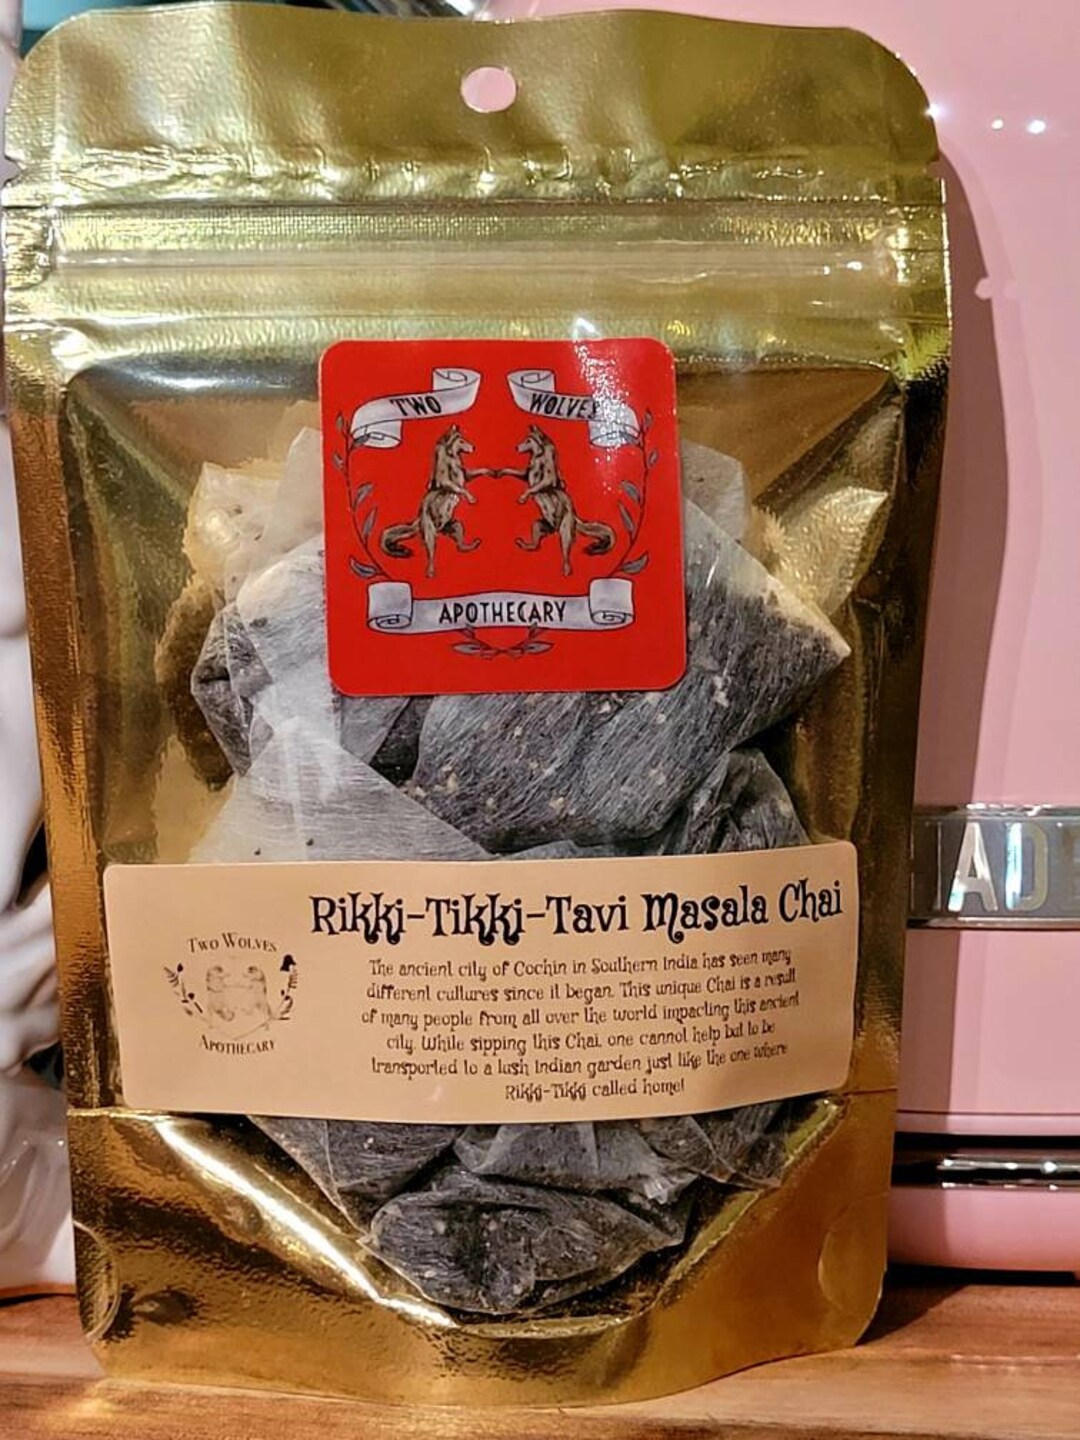 TWO WOLVES
APOTHECARY
Rikki-Tikki-Tavi Masala Chai
Two Wolves
Apothecary
The ancient city of Cochin in Southern India has seen many
different cultures since it began. This unique Chai is a result
of many people from all over the world impacting this ancient
city. While sipping this Chai, one cannot help but to be
transported to a lush Indian garden just like the one where
Rikki-Tikki called home!